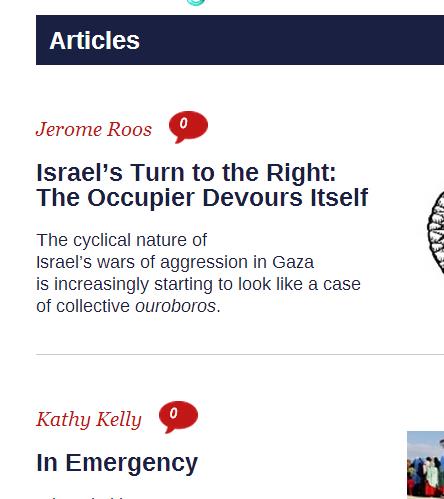 Articles
Jerome Roos 0
Israel’s Turn to the Right:
The Occupier Devours Itself
The cyclical nature of
Israel’s wars of aggression in Gaza
is increasingly starting to look like a case
of collective ouroboros.
Kathy Kelly 0
In Emergency